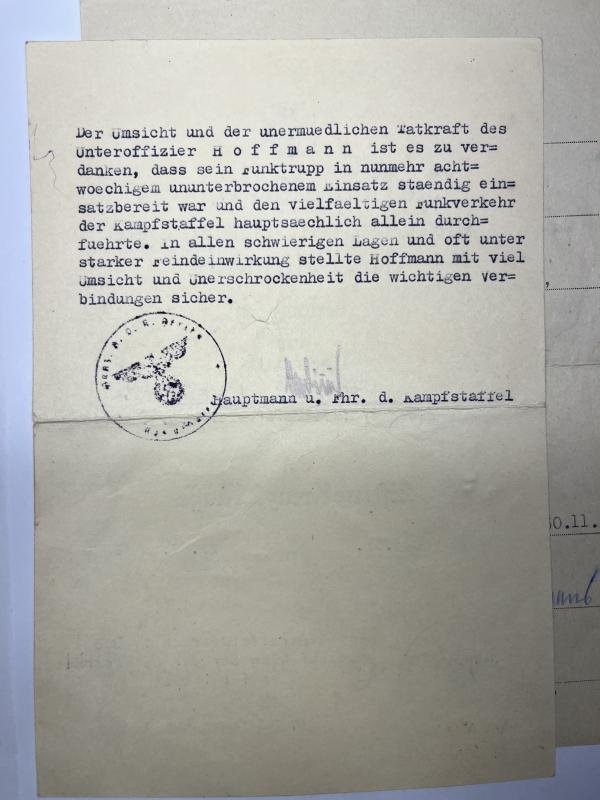 Der Umsicht und der unermuedlichen Tatkraft des
Unteroffizier H o f f m a n n ist es zu ver=
danken, dass sein Funktrupp in nunmehr acht=
woechigem ununterbrochenem Einsatz staendig ein=
satzbereit war und den vielfaeltigen Funkverkehr
der Kampfstaffel hauptsaechlich allein durch=
fuehrte. In allen schwierigen Lagen und oft unter
starker Feindeinwirkung stellte Hoffmann mit viel
Umsicht und Unerschrockenheit die wichtigen Ver=
bindungen sicher.
Hauptmann u. Fhr. d. Kampfstaffel
30.11.